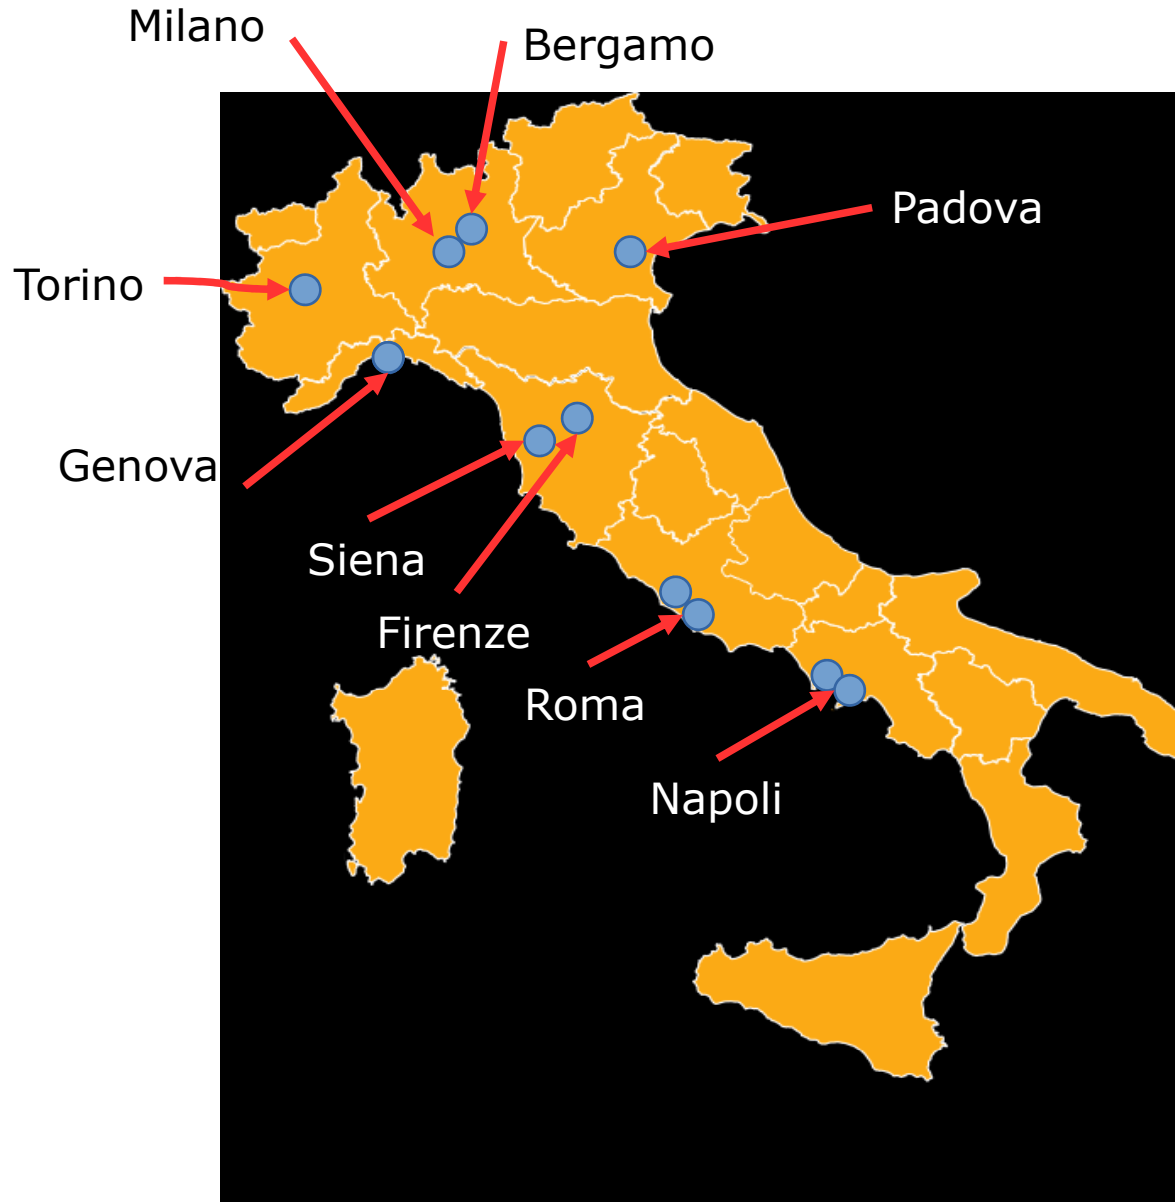 Milano
Bergamo
Padova
Torino
Genova
Siena
Firenze
Roma
Napoli